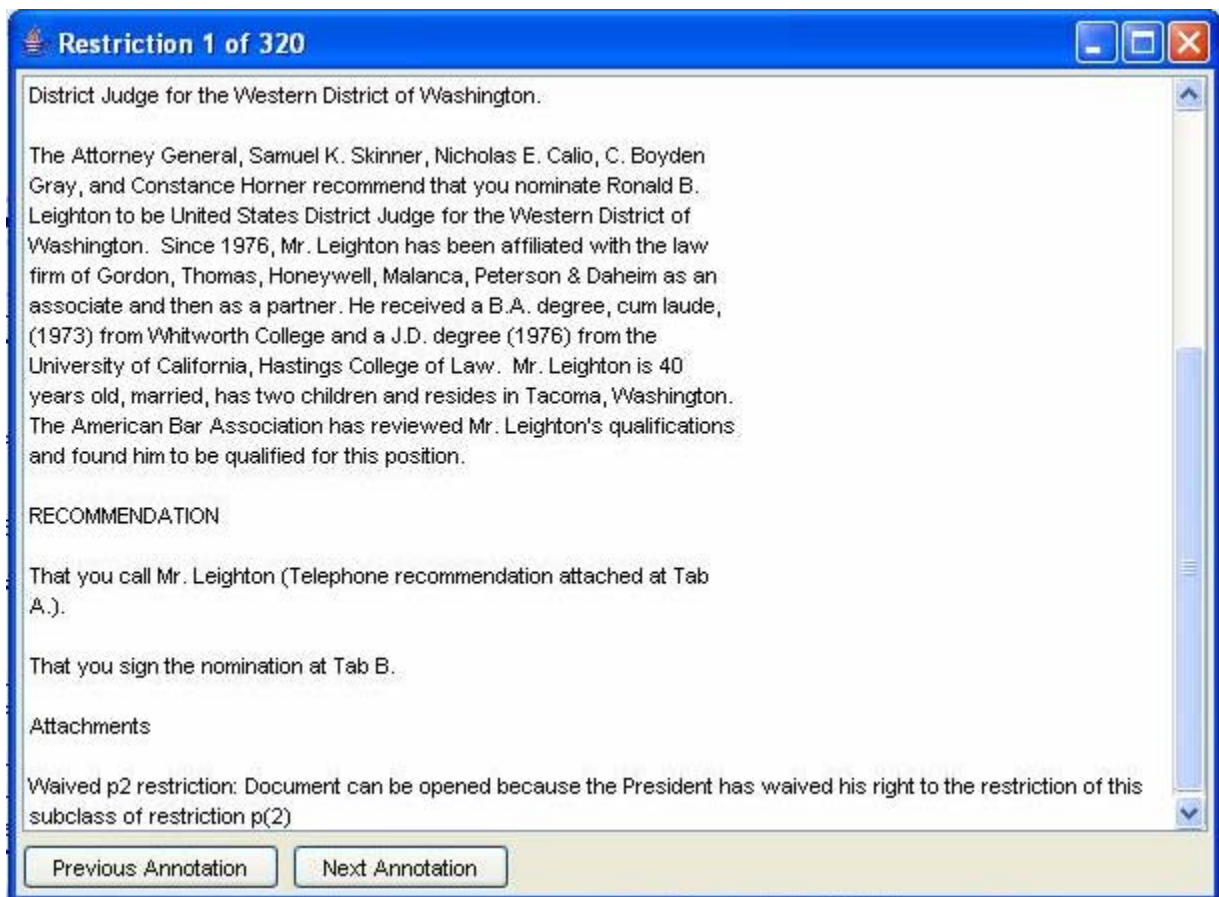 Restriction 1 of 320
District Judge for the Western District of Washington.
The Attorney General, Samuel K. Skinner, Nicholas E. Calio, C. Boyden
Gray, and Constance Horner recommend that you nominate Ronald B.
Leighton to be United States District Judge for the Western District of
Washington.  Since 1976, Mr. Leighton has been affiliated with the law
firm of Gordon, Thomas, Honeywell, Malanca, Peterson & Daheim as an
associate and then as a partner. He received a B.A. degree, cum laude,
(1973) from Whitworth College and a J.D. degree (1976) from the
University of California, Hastings College of Law.  Mr. Leighton is 40
years old, married, has two children and resides in Tacoma, Washington.
The American Bar Association has reviewed Mr. Leighton's qualifications
and found him to be qualified for this position.
RECOMMENDATION
That you call Mr. Leighton (Telephone recommendation attached at Tab
A.).
That you sign the nomination at Tab B.
Attachments
Waived p2 restriction: Document can be opened because the President has waived his right to the restriction of this
subclass of restriction p(2)
Previous Annotation
Next Annotation